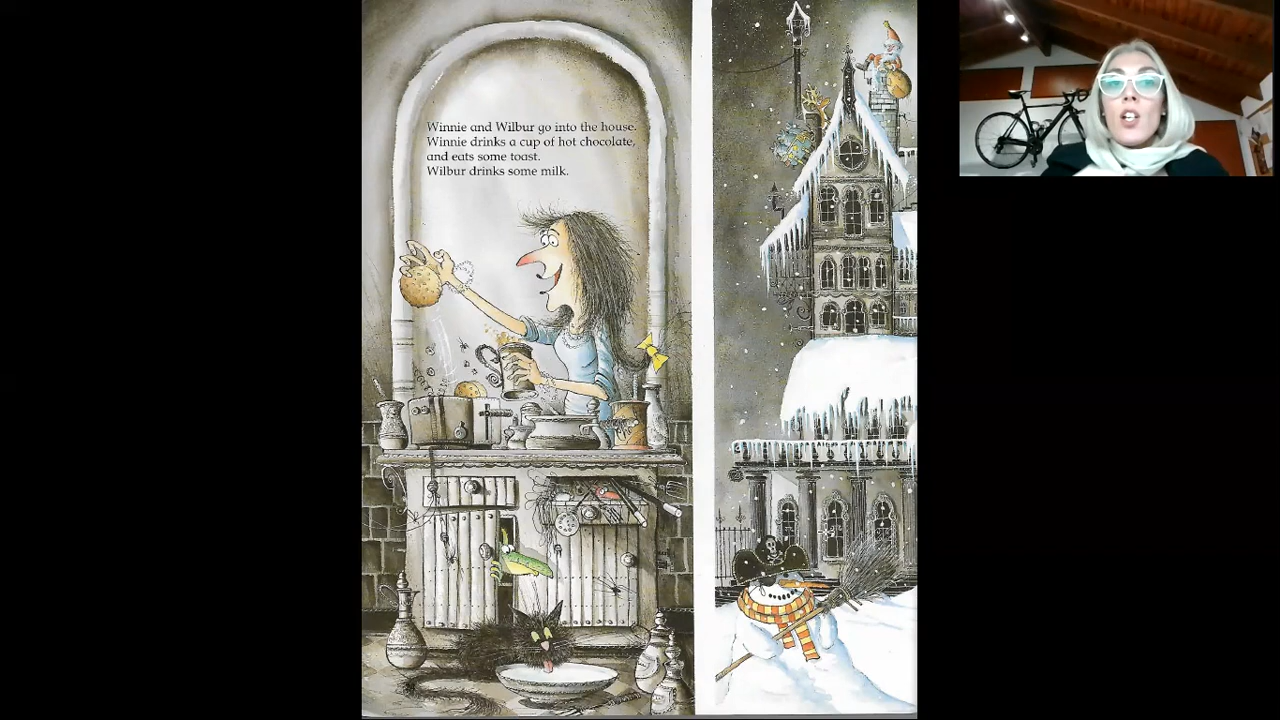 Winnie and Wilbur go into the house.
Winnie drinks a cup of hot chocolate,
and eats some toast.
Wilbur drinks some milk.